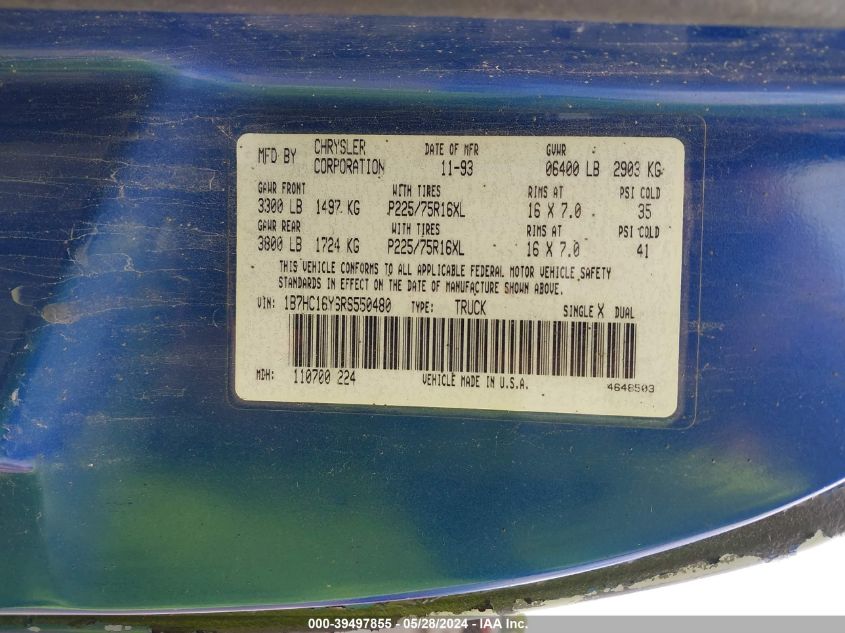 MFD BY CHRYSLER CORPORATION DATE OF MFR 11-93 GVWR 06400 LB 2903 KG
GAWR FRONT WITH TIRES RIMS AT PSI COLD
3300 LB 1497 KG P225/75R16XL 16 X 7.0 35
GAWR REAR WITH TIRES RIMS AT PSI COLD
3800 LB 1724 KG P225/75R16XL 16 X 7.0 41
THIS VEHICLE CONFORMS TO ALL APPLICABLE FEDERAL MOTOR VEHICLE SAFETY
STANDARDS IN EFFECT ON THE DATE OF MANUFACTURE SHOWN ABOVE.
VIN: 1B7HC16Y6RS550480 TYPE: TRUCK SINGLE X DUAL
MDH: 110700 224 VEHICLE MADE IN U.S.A. 4648503
000-39497855 - 05/28/2024 - IAA Inc.